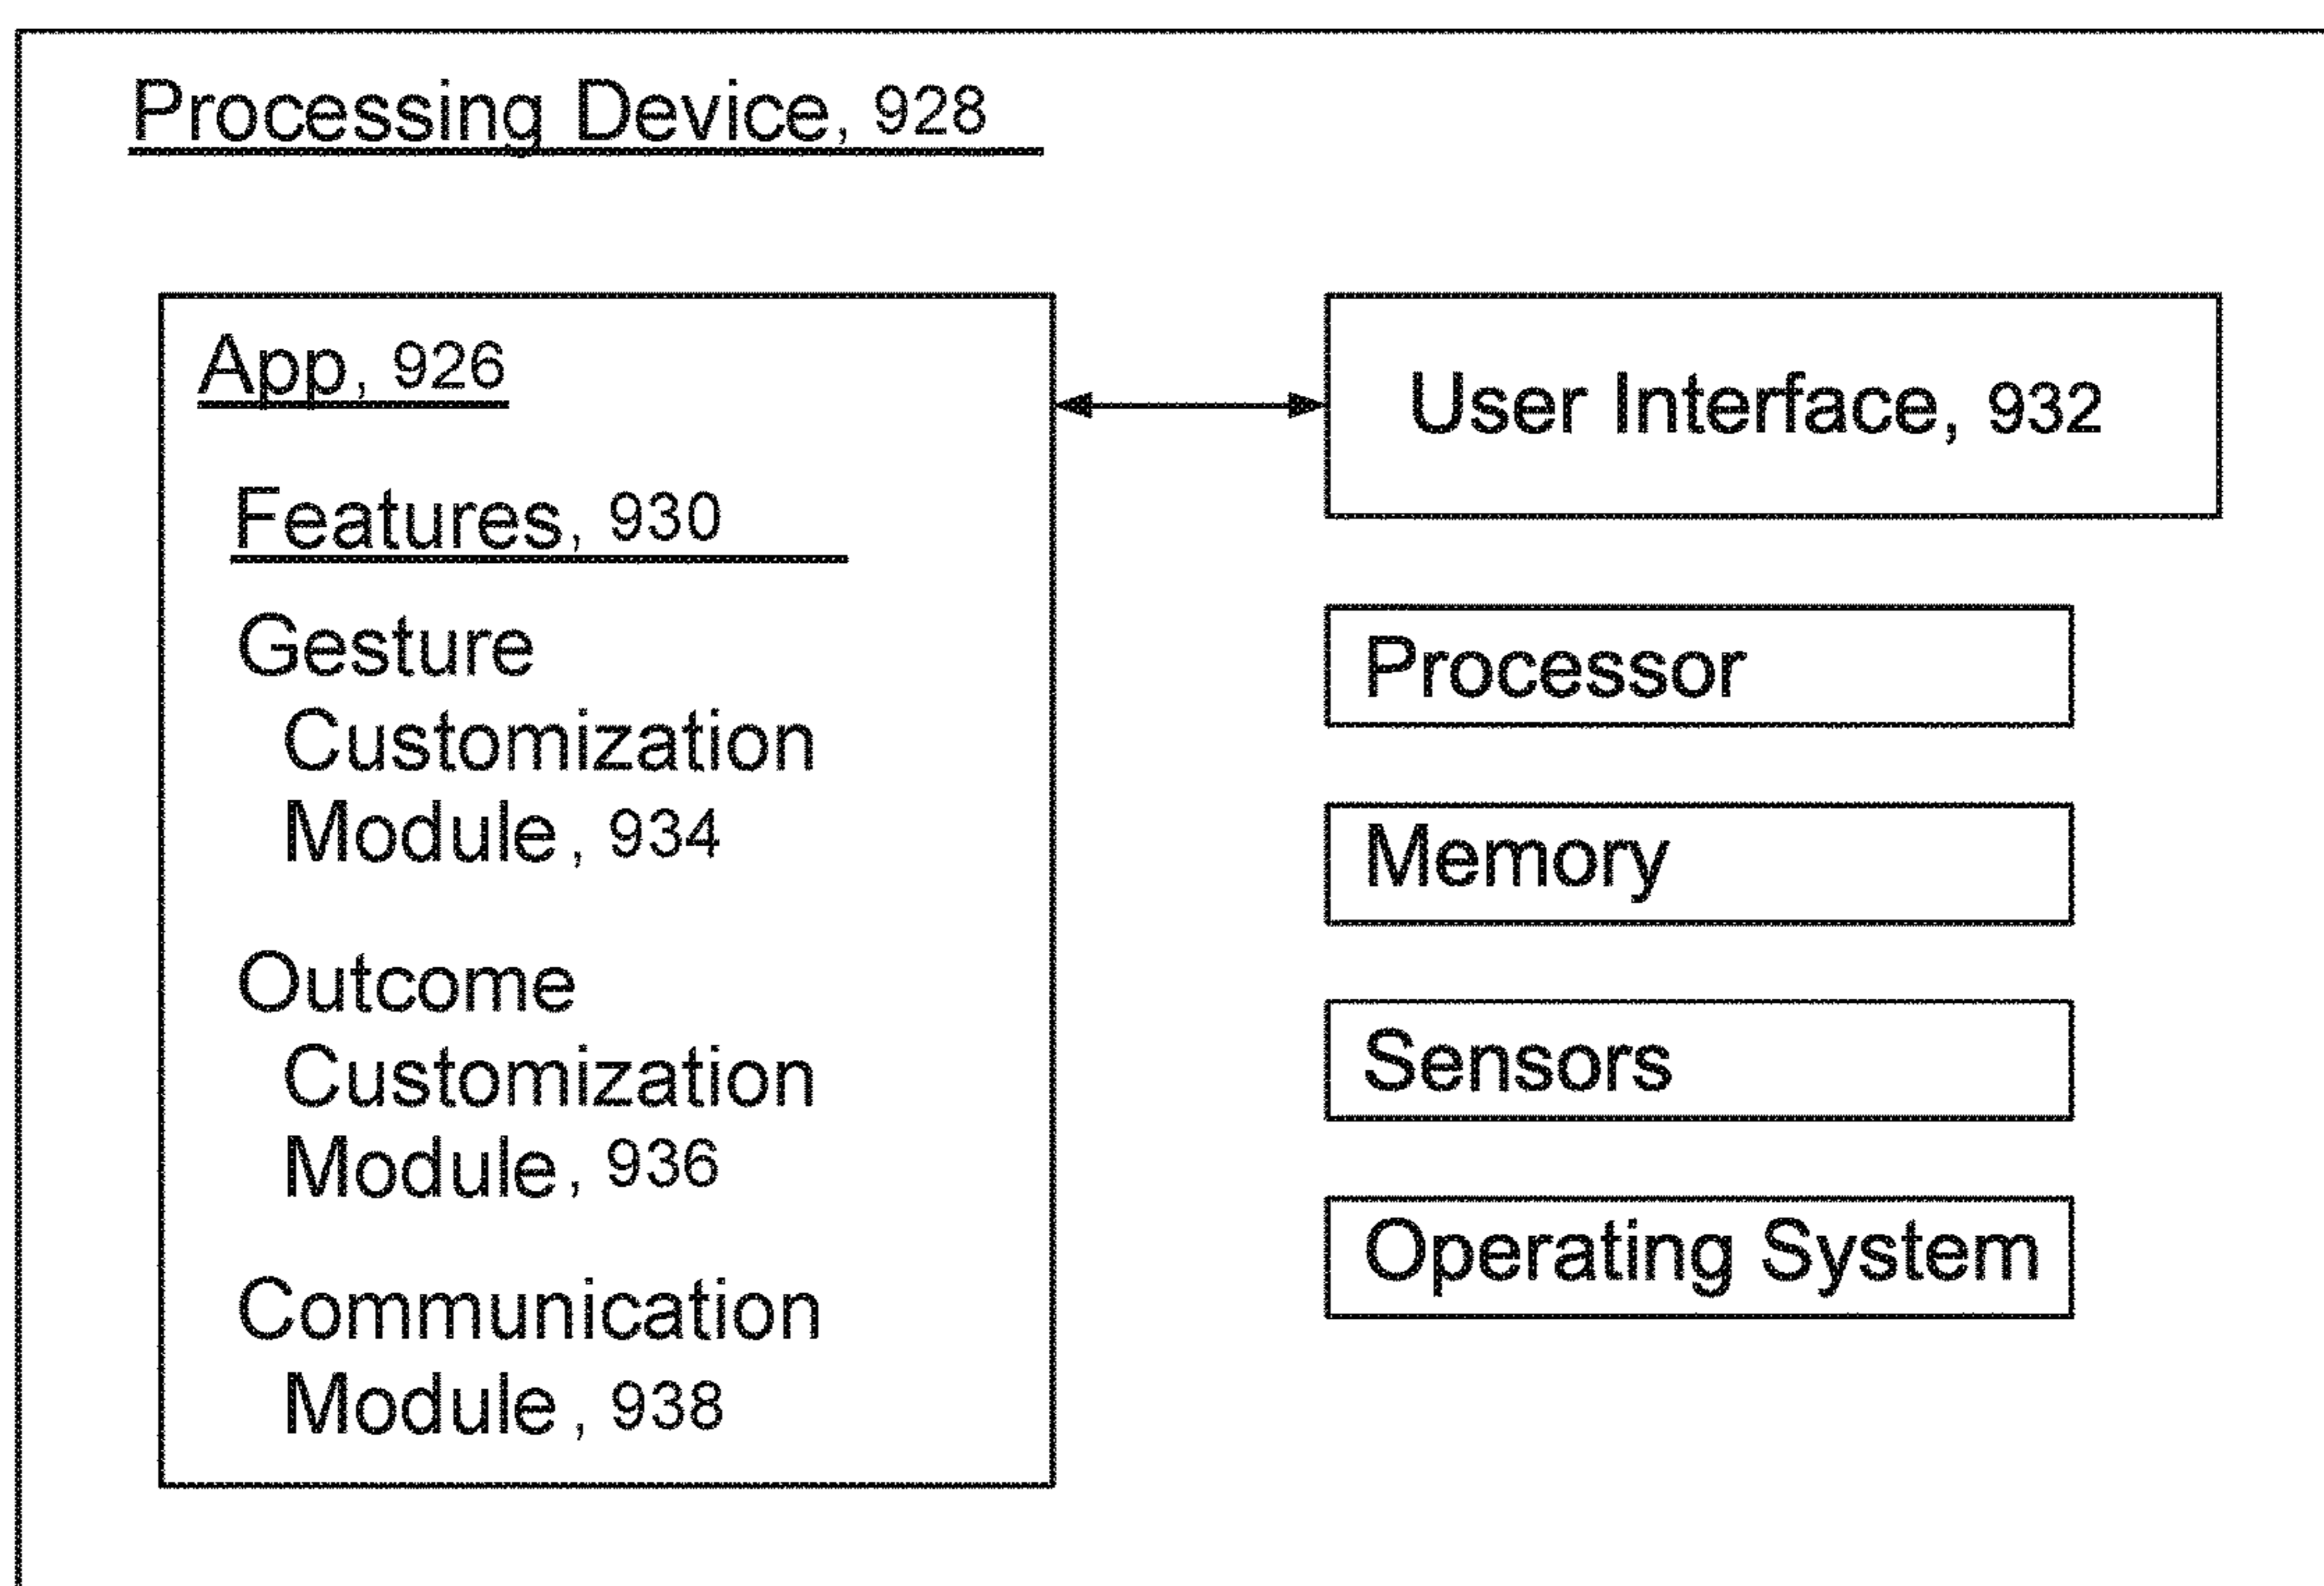 Processing Device, 928
App, 926
Features, 930
Gesture
Customization
Module, 934
Outcome
Customization
Module, 936
Communication
Module, 938
User Interface, 932
Processor
Memory
Sensors
Operating System